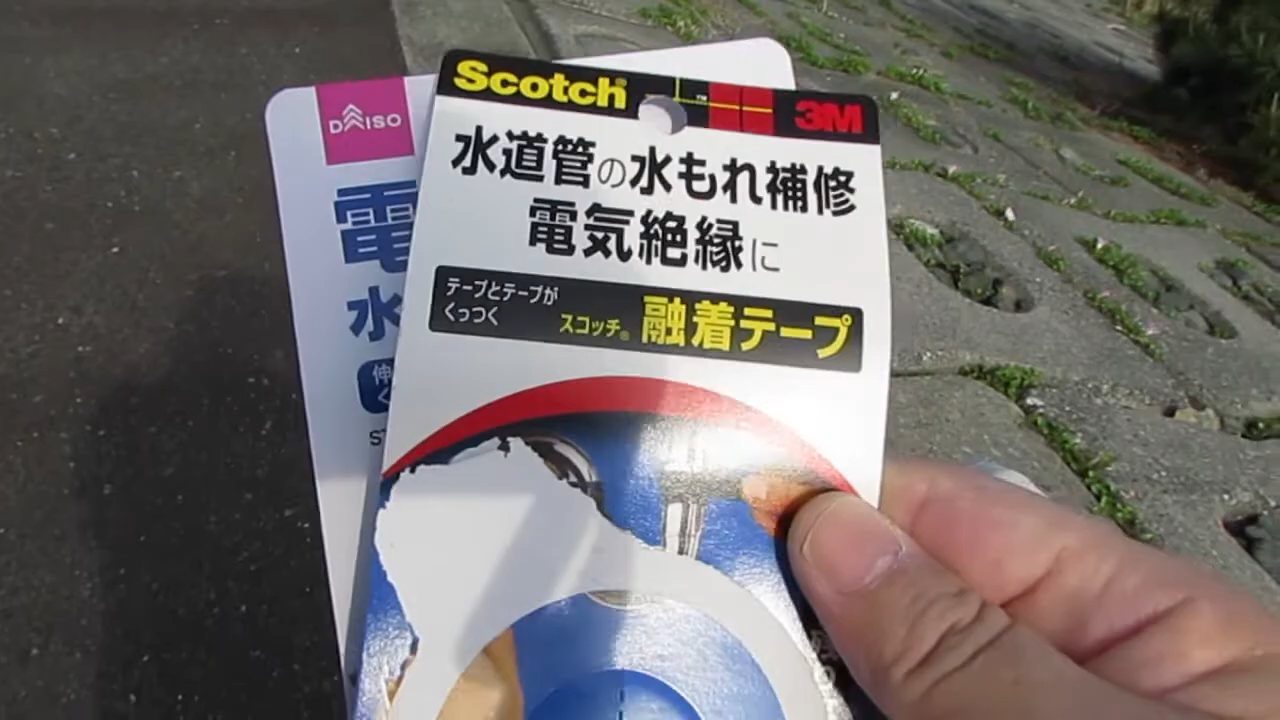 Scotch 3M
水道管の水もれ補修
電気絶縁に
テープとテープが
くっつく
スコッチ® 融着テープ
DAISO
電
水
伸
く